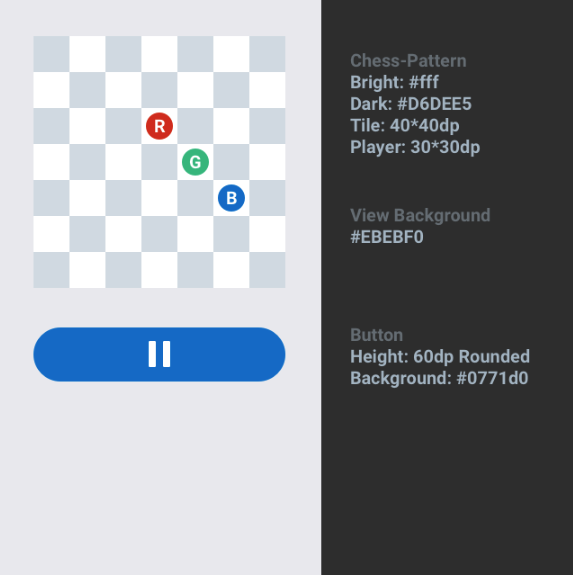 R
G
B
Chess-Pattern
Bright: #fff
Dark: #D6DEE5
Tile: 40*40dp
Player: 30*30dp
View Background
#EBEBF0
Button
Height: 60dp Rounded
Background: #0771d0